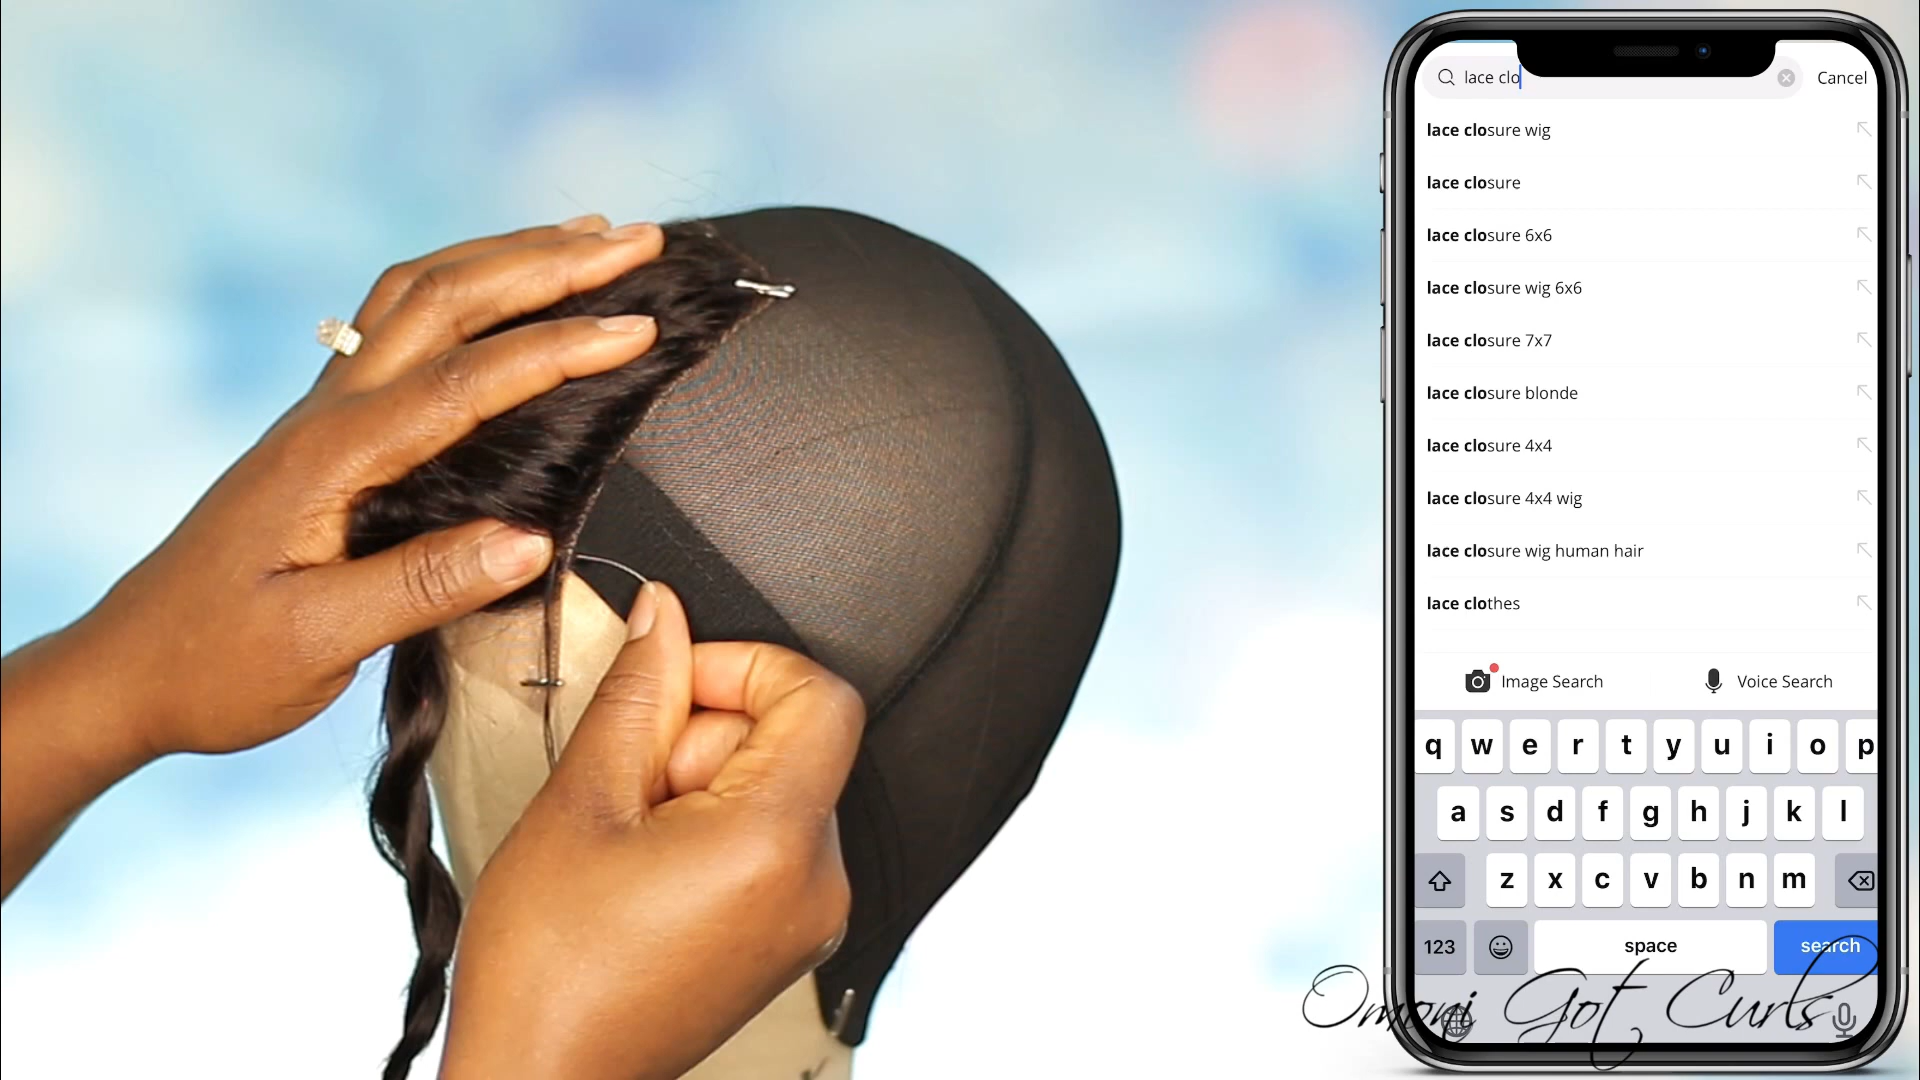 lace clo
Cancel
lace closure wig
lace closure
lace closure 6x6
lace closure wig 6x6
lace closure 7x7
lace closure blonde
lace closure 4x4
lace closure 4x4 wig
lace closure wig human hair
lace clothes
Image Search
Voice Search
q w e r t y u i o p
a s d f g h j k l
z x c v b n m
123 space search
Omoni Got Curls